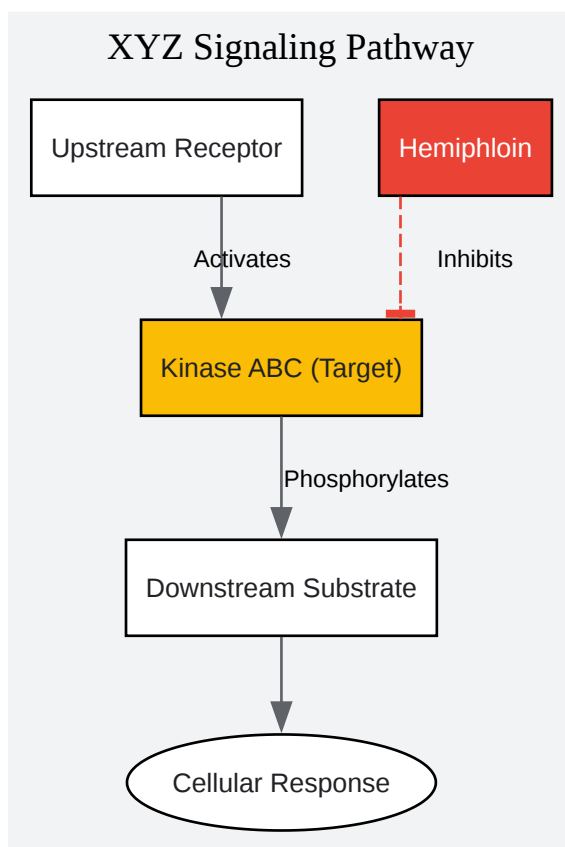 XYZ Signaling Pathway
Upstream Receptor
Hemiphloin
Activates
Inhibits
Kinase ABC (Target)
Phosphorylates
Downstream Substrate
Cellular Response